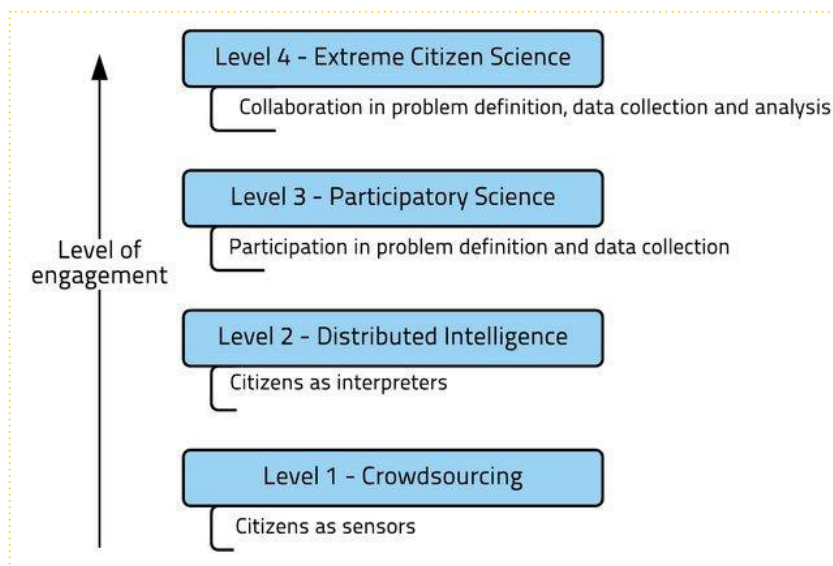 Level 4 - Extreme Citizen Science
Collaboration in problem definition, data collection and analysis
Level 3 - Participatory Science
Participation in problem definition and data collection
Level of
engagement
Level 2 - Distributed Intelligence
Citizens as interpreters
Level 1 - Crowdsourcing
Citizens as sensors